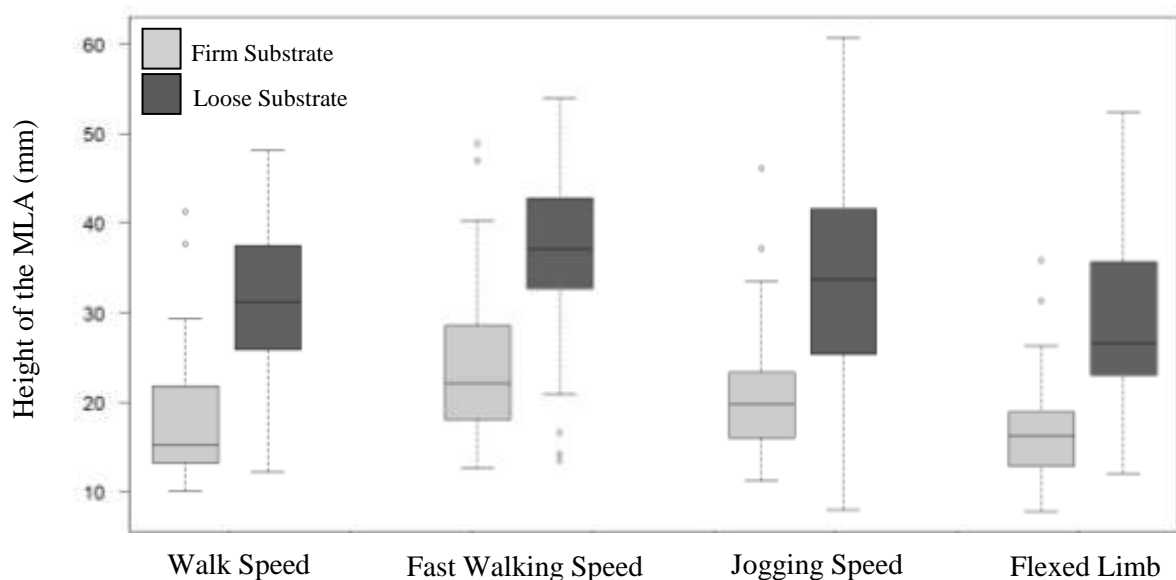 Height of the MLA (mm)
60
50
40
30
20
10
Firm Substrate
Loose Substrate
Walk Speed
Fast Walking Speed
Jogging Speed
Flexed Limb